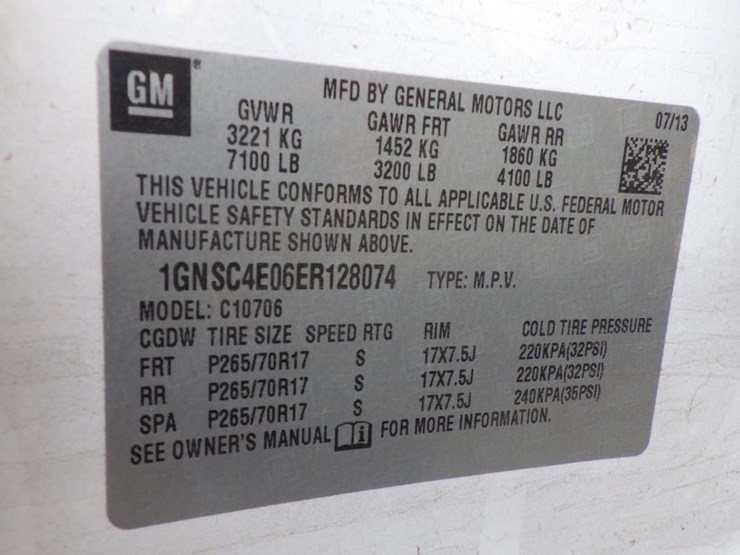 GM®
MFD BY GENERAL MOTORS LLC 07/13
GVWR GAWR FRT GAWR RR
3221 KG 1452 KG 1860 KG
7100 LB 3200 LB 4100 LB
THIS VEHICLE CONFORMS TO ALL APPLICABLE U.S. FEDERAL MOTOR
VEHICLE SAFETY STANDARDS IN EFFECT ON THE DATE OF
MANUFACTURE SHOWN ABOVE.
1GNSC4E06ER128074 TYPE: M.P.V.
MODEL: C10706
CGDW TIRE SIZE SPEED RTG RIM COLD TIRE PRESSURE
FRT P265/70R17 S 17X7.5J 220KPA(32PSI)
RR P265/70R17 S 17X7.5J 220KPA(32PSI)
SPA P265/70R17 S 17X7.5J 240KPA(35PSI)
SEE OWNER'S MANUAL i FOR MORE INFORMATION.